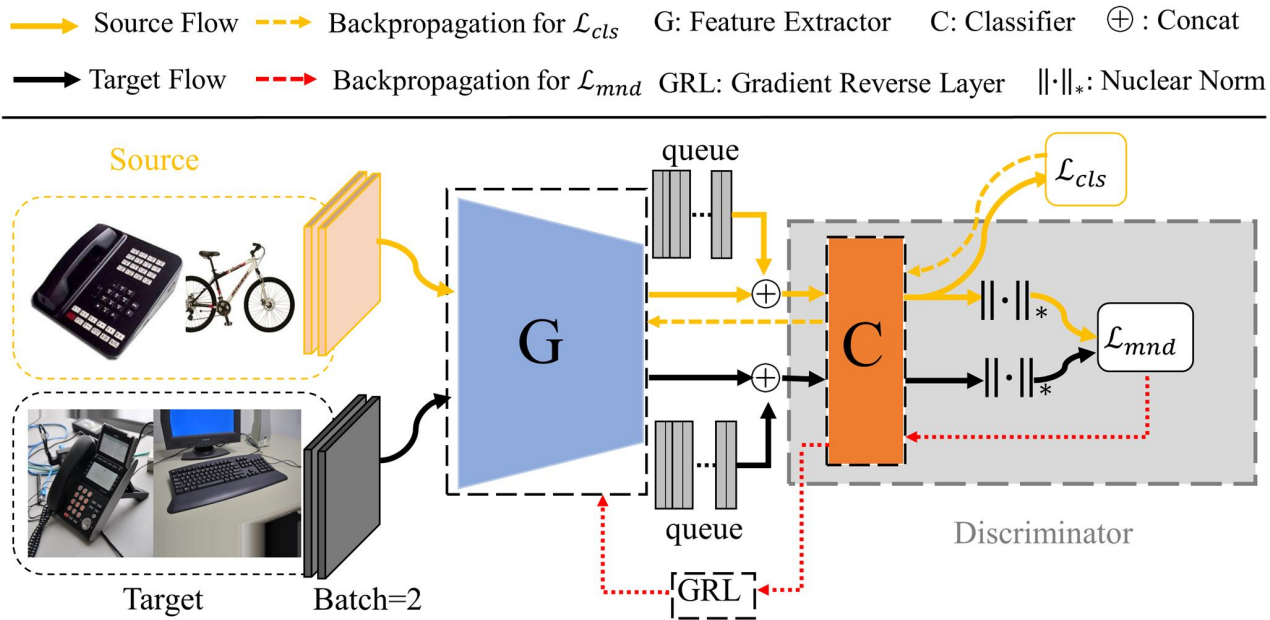 Source Flow Backpropagation for ℒ_cls G: Feature Extractor C: Classifier ⊕ : Concat
Target Flow Backpropagation for ℒ_mnd GRL: Gradient Reverse Layer ‖·‖_*: Nuclear Norm
Source
queue
ℒ_cls
G
C
‖·‖_*
ℒ_mnd
‖·‖_*
queue
Discriminator
GRL
Target
Batch=2